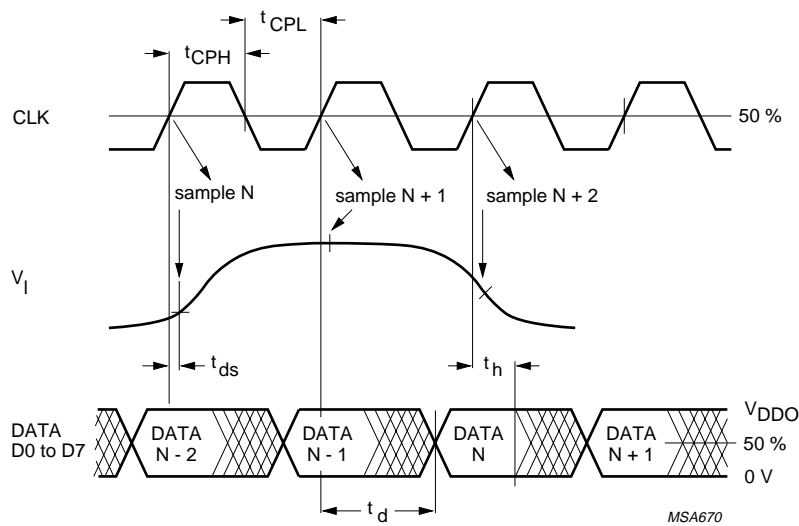 t CPL
t CPH
CLK
50 %
sample N
sample N + 1
sample N + 2
V I
t ds
t h
DATA
D0 to D7
DATA
N - 2
DATA
N - 1
DATA
N
DATA
N + 1
V DDO
50 %
0 V
t d
MSA670